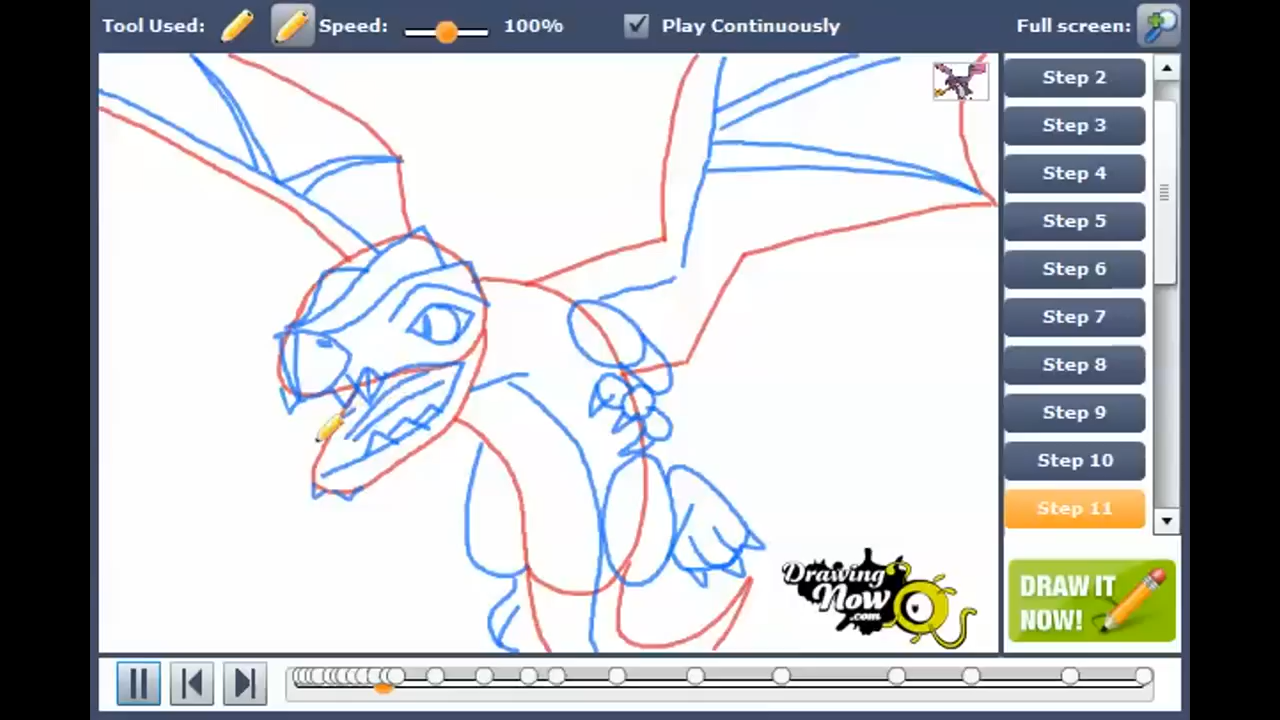 Tool Used:
Speed:
100%
Play Continuously
Full screen:
Step 2
Step 3
Step 4
Step 5
Step 6
Step 7
Step 8
Step 9
Step 10
Step 11
Drawing
Now
.com
DRAW IT
NOW!